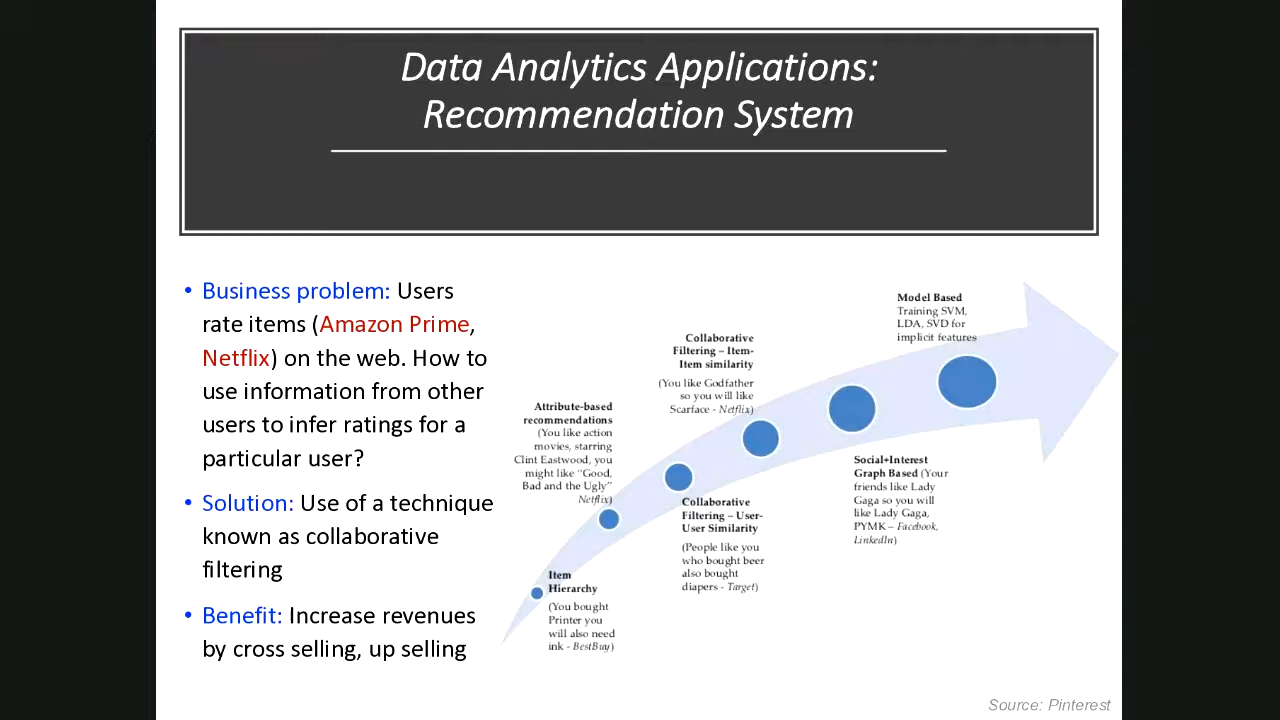 Data Analytics Applications:
Recommendation System
• Business problem: Users
rate items (Amazon Prime,
Netflix) on the web. How to
use information from other
users to infer ratings for a
particular user?
• Solution: Use of a technique
known as collaborative
filtering
• Benefit: Increase revenues
by cross selling, up selling
Item
Hierarchy
(You bought
Printer you
will also need
ink - BestBuy)
Attribute-based
recommendations
(You like action
movies, starring
Clint Eastwood, you
might like “Good,
Bad and the Ugly”
Netflix)
Collaborative
Filtering – User-
User Similarity
(People like you
who bought beer
also bought
diapers - Target)
Collaborative
Filtering – Item-
Item similarity
(You like Godfather
so you will like
Scarface - Netflix)
Social+Interest
Graph Based (Your
friends like Lady
Gaga so you will
like Lady Gaga,
PYMK – Facebook,
LinkedIn)
Model Based
Training SVM,
LDA, SVD for
implicit features
Source: Pinterest